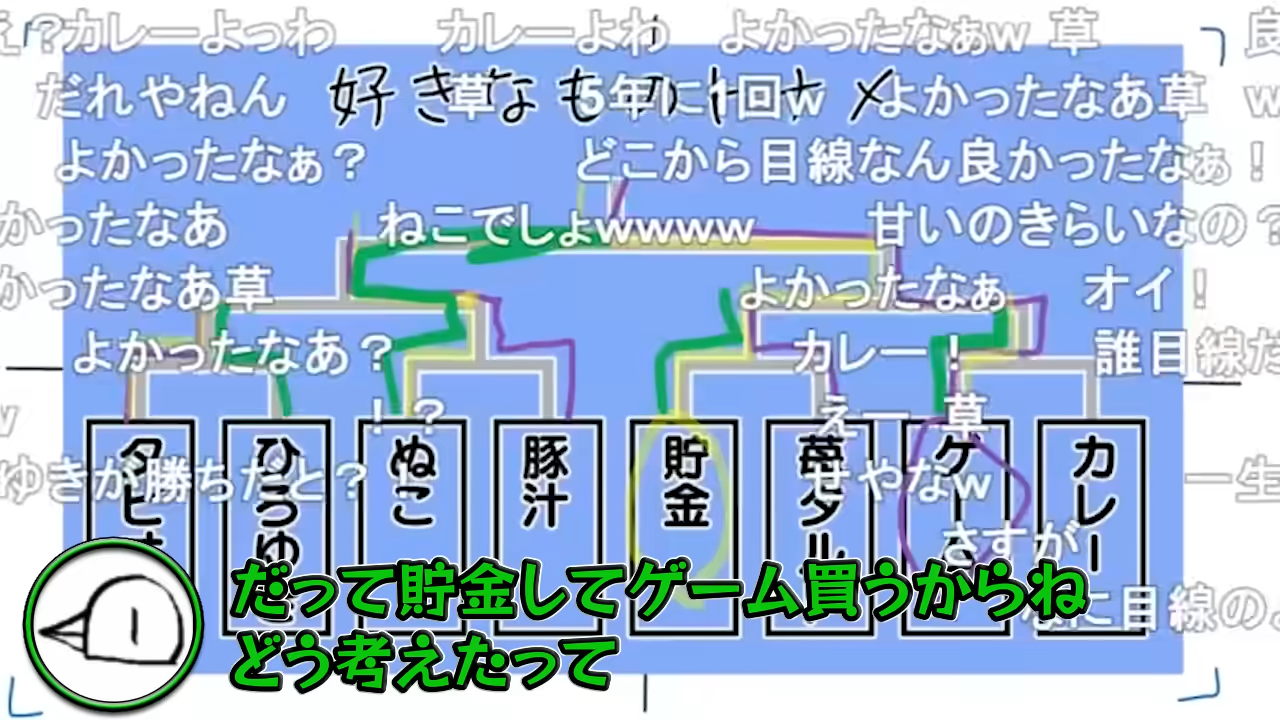 え？カレーよっわ カレーよわ よかったなぁw 草 良
だれやねん 草 5年に1回w よかったなあ草 w
好きなもの
よかったなぁ？ どこから目線なん良かったなぁ！
かったなあ ねこでしょwwww 甘いのきらいなの？
かったなあ草 よかったなぁ オイ！
よかったなあ？ カレー！ 誰目線だ
w ！？ えー 草
ゆきが勝ちだと？ せやなw 一生
さすが
に目線の
ひろゆ
ぬこ
豚汁
貯金
カレー
だって貯金してゲーム買うからね
どう考えたって